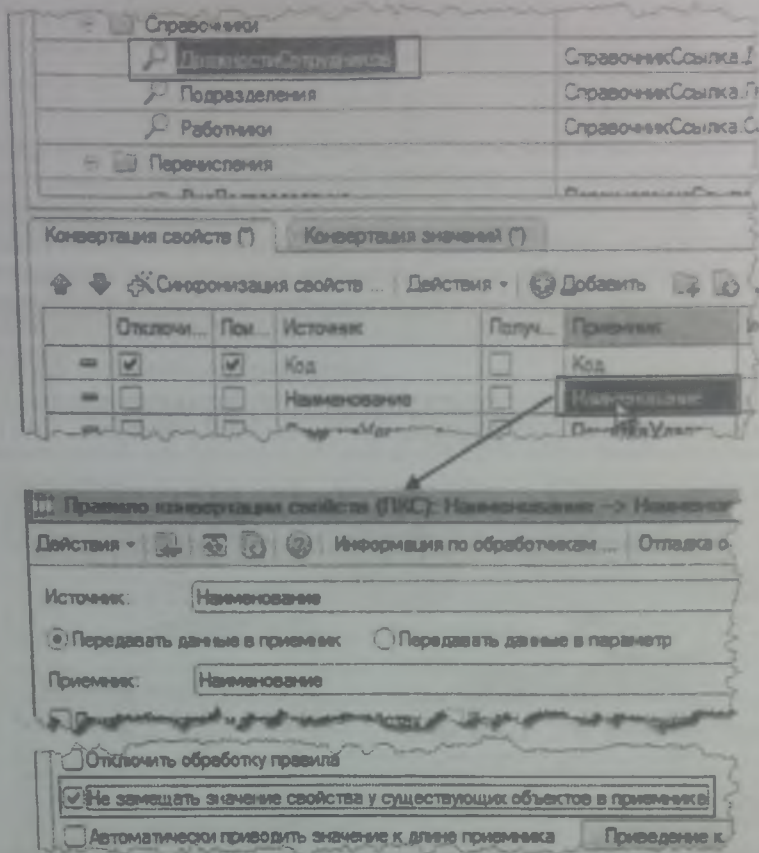 Справочники
ДолжностиСотрудников СправочникСсылка.Д
Подразделения СправочникСсылка.П
Работники СправочникСсылка.С
Перечисления
Конвертация свойств (*) Конвертация значений (*)
Синхронизация свойств ... Действия Добавить
Отключи... Пои... Источник Получ... Приемник
Код Код
Наименование Наименование
Правило конвертации свойств (ПКС): Наименование --> Наименов
Действия Информация по обработчикам ... Отладка о
Источник: Наименование
Передавать данные в приемник Передавать данные в параметр
Приемник: Наименование
Отключить обработку правила
Не замещать значение свойства у существующих объектов в приемнике
Автоматически приводить значение к длине приемника Приведение к